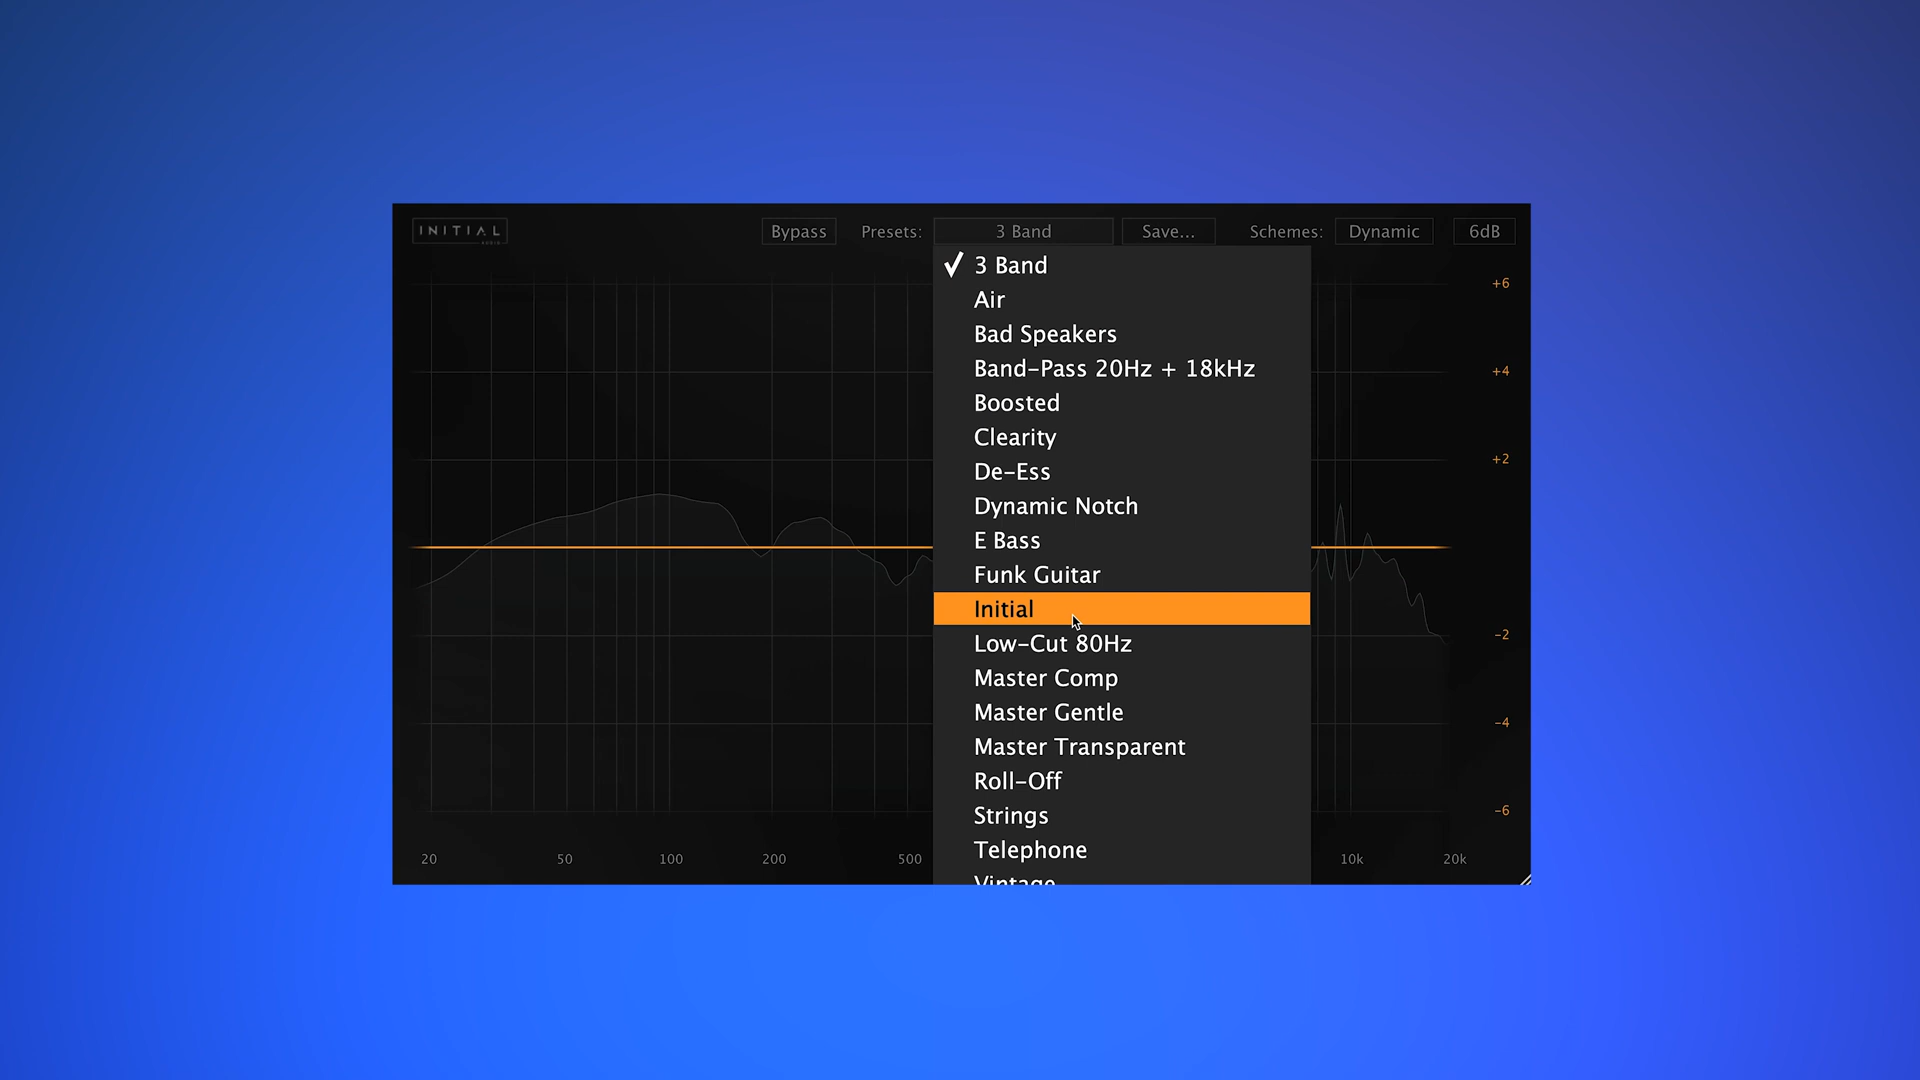 INITIAL
AUDIO
Bypass
Presets:
3 Band
Save...
Schemes:
Dynamic
6dB
✓ 3 Band
Air
Bad Speakers
Band-Pass 20Hz + 18kHz
Boosted
Clearity
De-Ess
Dynamic Notch
E Bass
Funk Guitar
Initial
Low-Cut 80Hz
Master Comp
Master Gentle
Master Transparent
Roll-Off
Strings
Telephone
Vintage
+6
+4
+2
-2
-4
-6
20
50
100
200
500
10k
20k